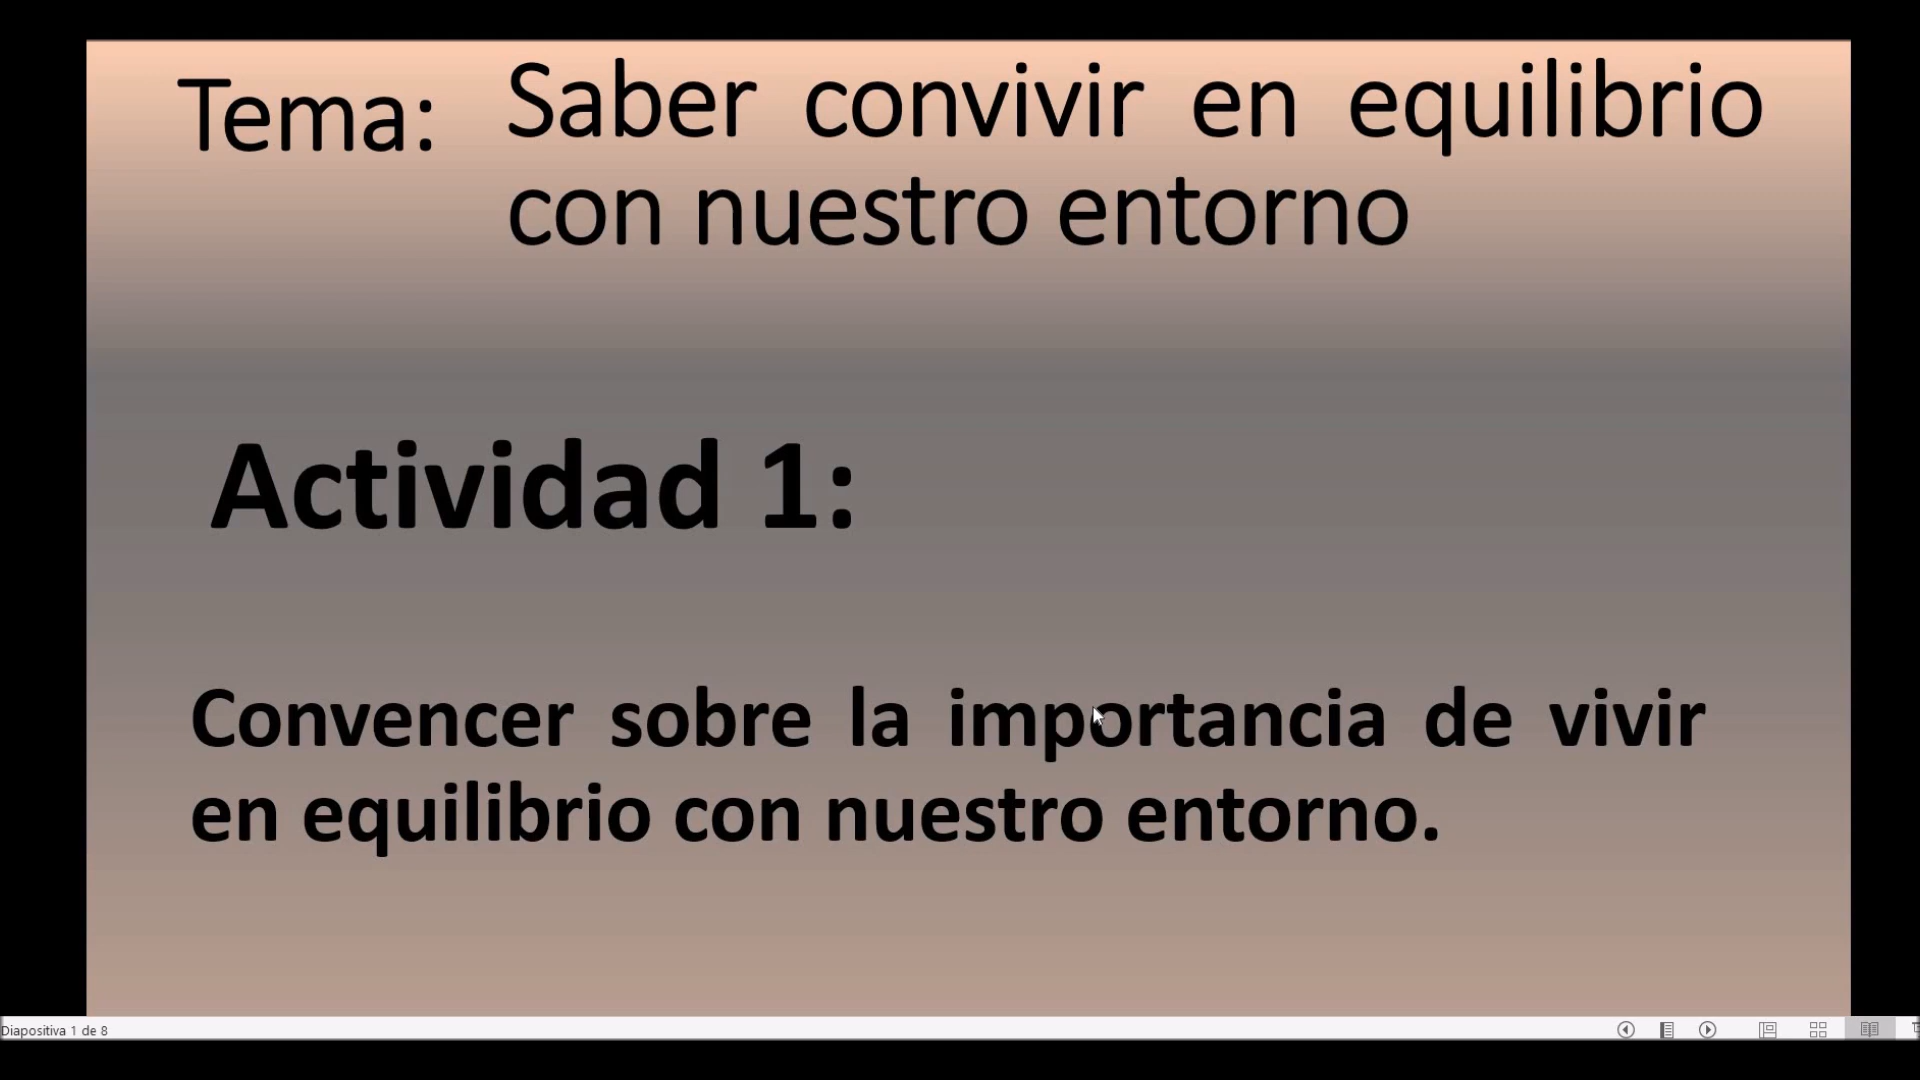 Tema:
Saber convivir en equilibrio
con nuestro entorno
Actividad 1:
Convencer sobre la importancia de vivir
en equilibrio con nuestro entorno.
Diapositiva 1 de 8